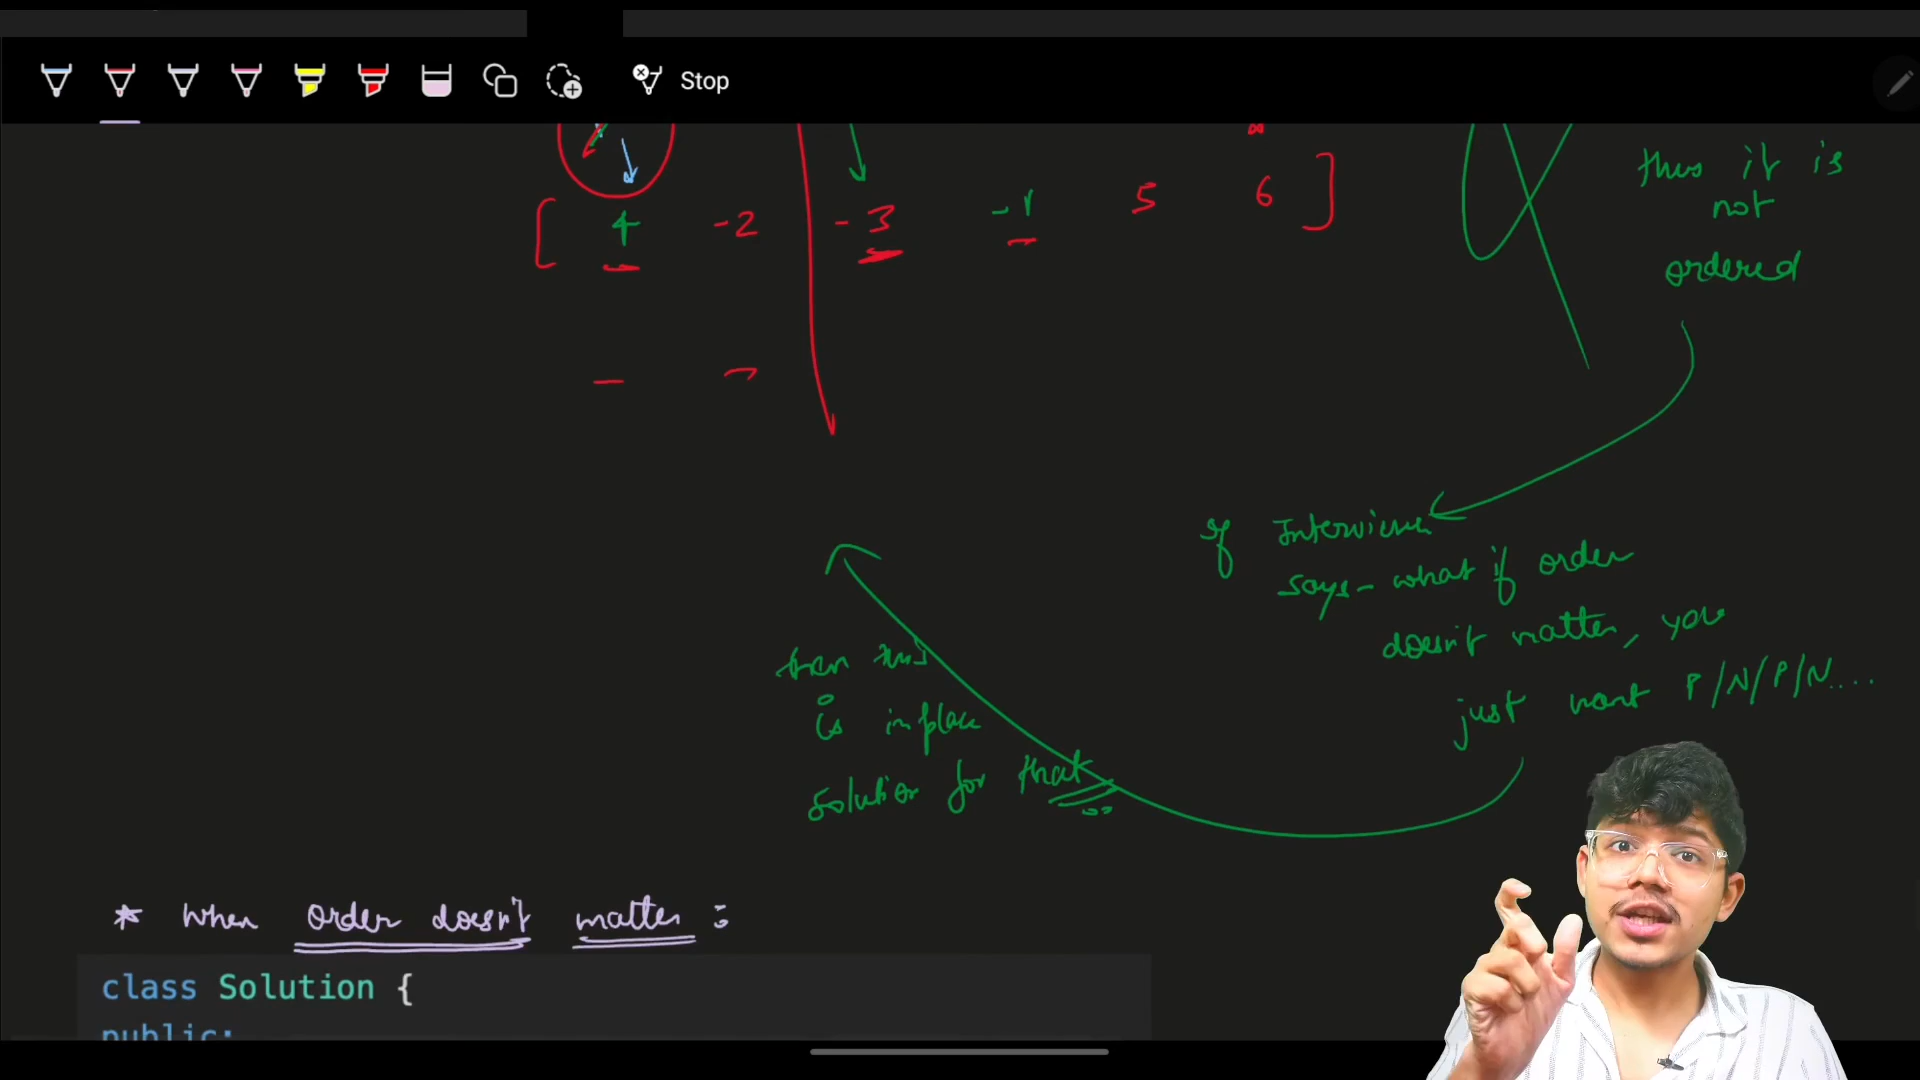 Stop
[ 4 -2 -3 -1 5 6 ]
this it is
not
ordered
If Interviewer
says - what if order
doesn't matter, you
just want P/N/P/N....
then this
is inplace
solution for that
* When order doesn't matter :
class Solution {
public: